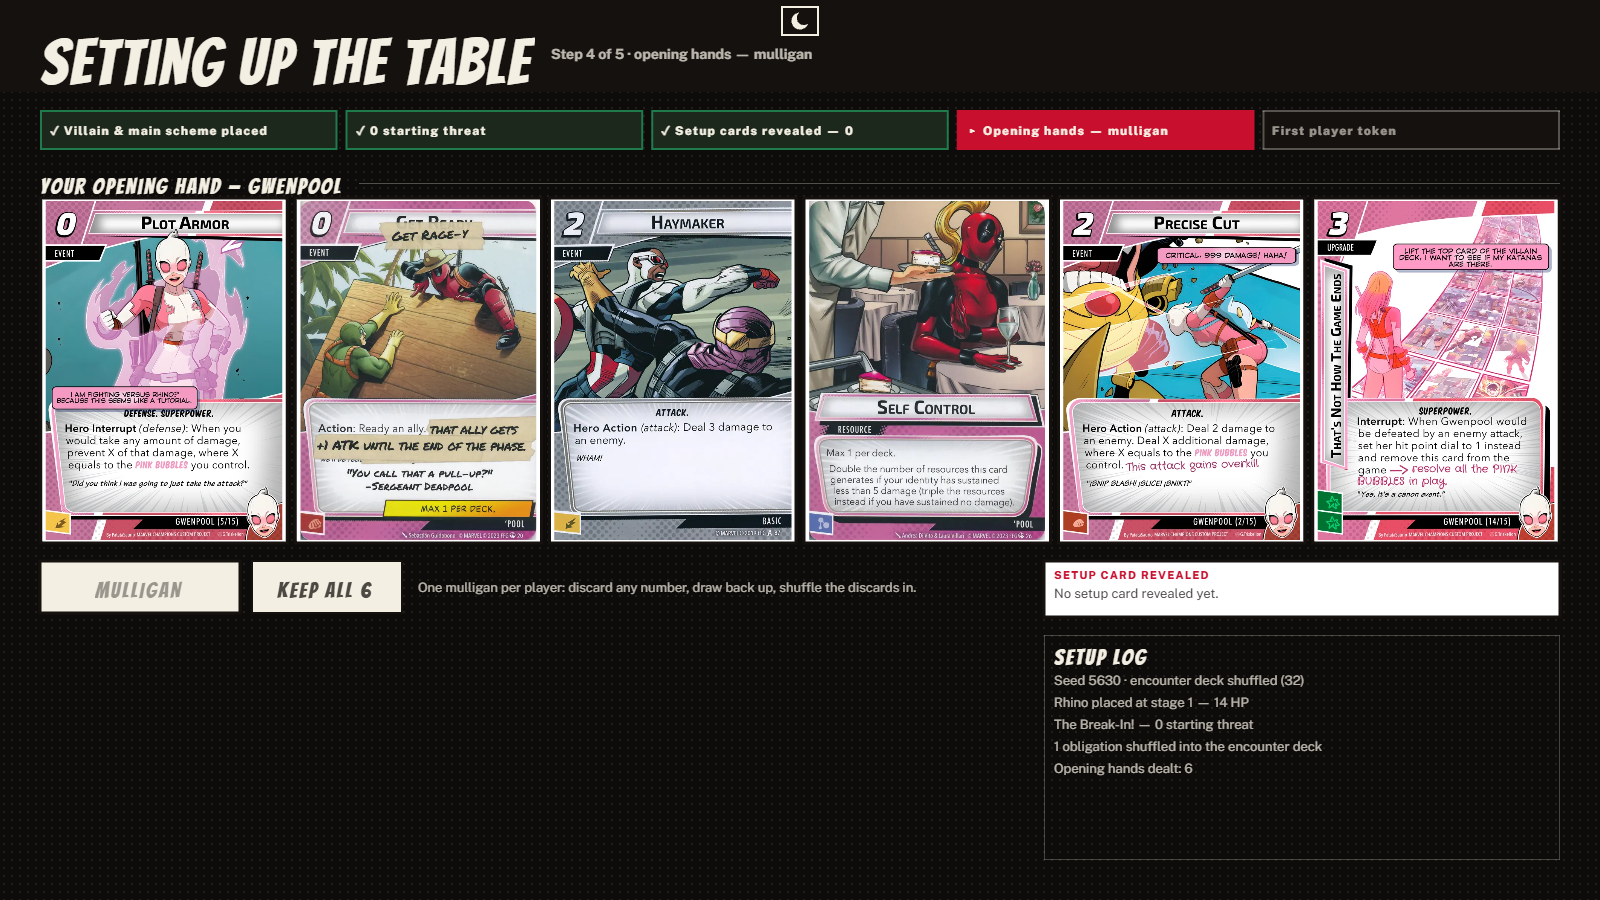 SETTING UP THE TABLE
Step 4 of 5 · opening hands — mulligan
✓ Villain & main scheme placed
✓ 0 starting threat
✓ Setup cards revealed — 0
► Opening hands — mulligan
First player token
YOUR OPENING HAND — GWENPOOL
0
PLOT ARMOR
EVENT
I AM FIGHTING VERSUS RHINO?
BECAUSE THIS SEEMS LIKE A TUTORIAL.
DEFENSE. SUPERPOWER.
Hero Interrupt (defense): When you
would take any amount of damage,
prevent X of that damage, where X
equals to the PINK BUBBLES you control.
"Did you think I was going to just take the attack?"
GWENPOOL (5/15)
0
GET RAGE-Y
EVENT
Action: Ready an ally. THAT ALLY GETS
+1 ATK UNTIL THE END OF THE PHASE.
"YOU CALL THAT A PULL-UP?"
–SERGEANT DEADPOOL
MAX 1 PER DECK.
'POOL
2
HAYMAKER
EVENT
ATTACK.
Hero Action (attack): Deal 3 damage to
an enemy.
WHAM!
BASIC
SELF CONTROL
RESOURCE
Max 1 per deck.
Double the number of resources this card
generates if your identity has sustained
less than 5 damage (triple the resources
instead if you have sustained no damage).
'POOL
2
PRECISE CUT
EVENT
CRITICAL. 999 DAMAGE! HAHA!
ATTACK.
Hero Action (attack): Deal 2 damage to
an enemy. Deal X additional damage,
where X equals to the PINK BUBBLES you
control. This attack gains overkill
"¡SNIP! SLASH! ¡SLICE! ¡SNIKT!"
GWENPOOL (2/15)
3
UPGRADE
LIFT THE TOP CARD OF THE VILLAIN
DECK, I WANT TO SEE IF MY KATANAS
ARE THERE.
THAT'S NOT HOW THE GAME ENDS
SUPERPOWER.
Interrupt: When Gwenpool would
be defeated by an enemy attack,
set her hit point dial to 1 instead
and remove this card from the
game —> resolve all the PINK
BUBBLES in play.
"Yes, it's a canon event."
GWENPOOL (14/15)
MULLIGAN
KEEP ALL 6
One mulligan per player: discard any number, draw back up, shuffle the discards in.
SETUP CARD REVEALED
No setup card revealed yet.
SETUP LOG
Seed 5630 · encounter deck shuffled (32)
Rhino placed at stage 1 — 14 HP
The Break-In! — 0 starting threat
1 obligation shuffled into the encounter deck
Opening hands dealt: 6